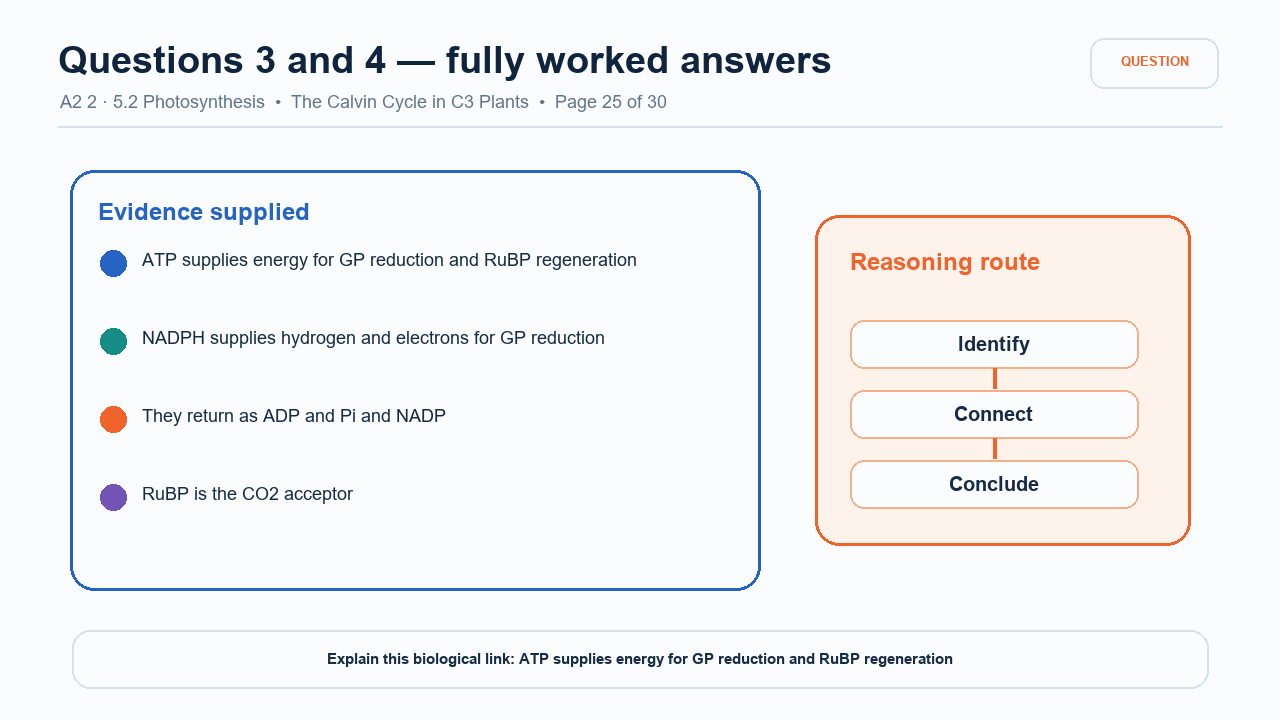 Questions 3 and 4 — fully worked answers
QUESTION
A2 2 · 5.2 Photosynthesis • The Calvin Cycle in C3 Plants • Page 25 of 30
Evidence supplied
ATP supplies energy for GP reduction and RuBP regeneration
NADPH supplies hydrogen and electrons for GP reduction
They return as ADP and Pi and NADP
RuBP is the CO2 acceptor
Reasoning route
Identify
Connect
Conclude
Explain this biological link: ATP supplies energy for GP reduction and RuBP regeneration